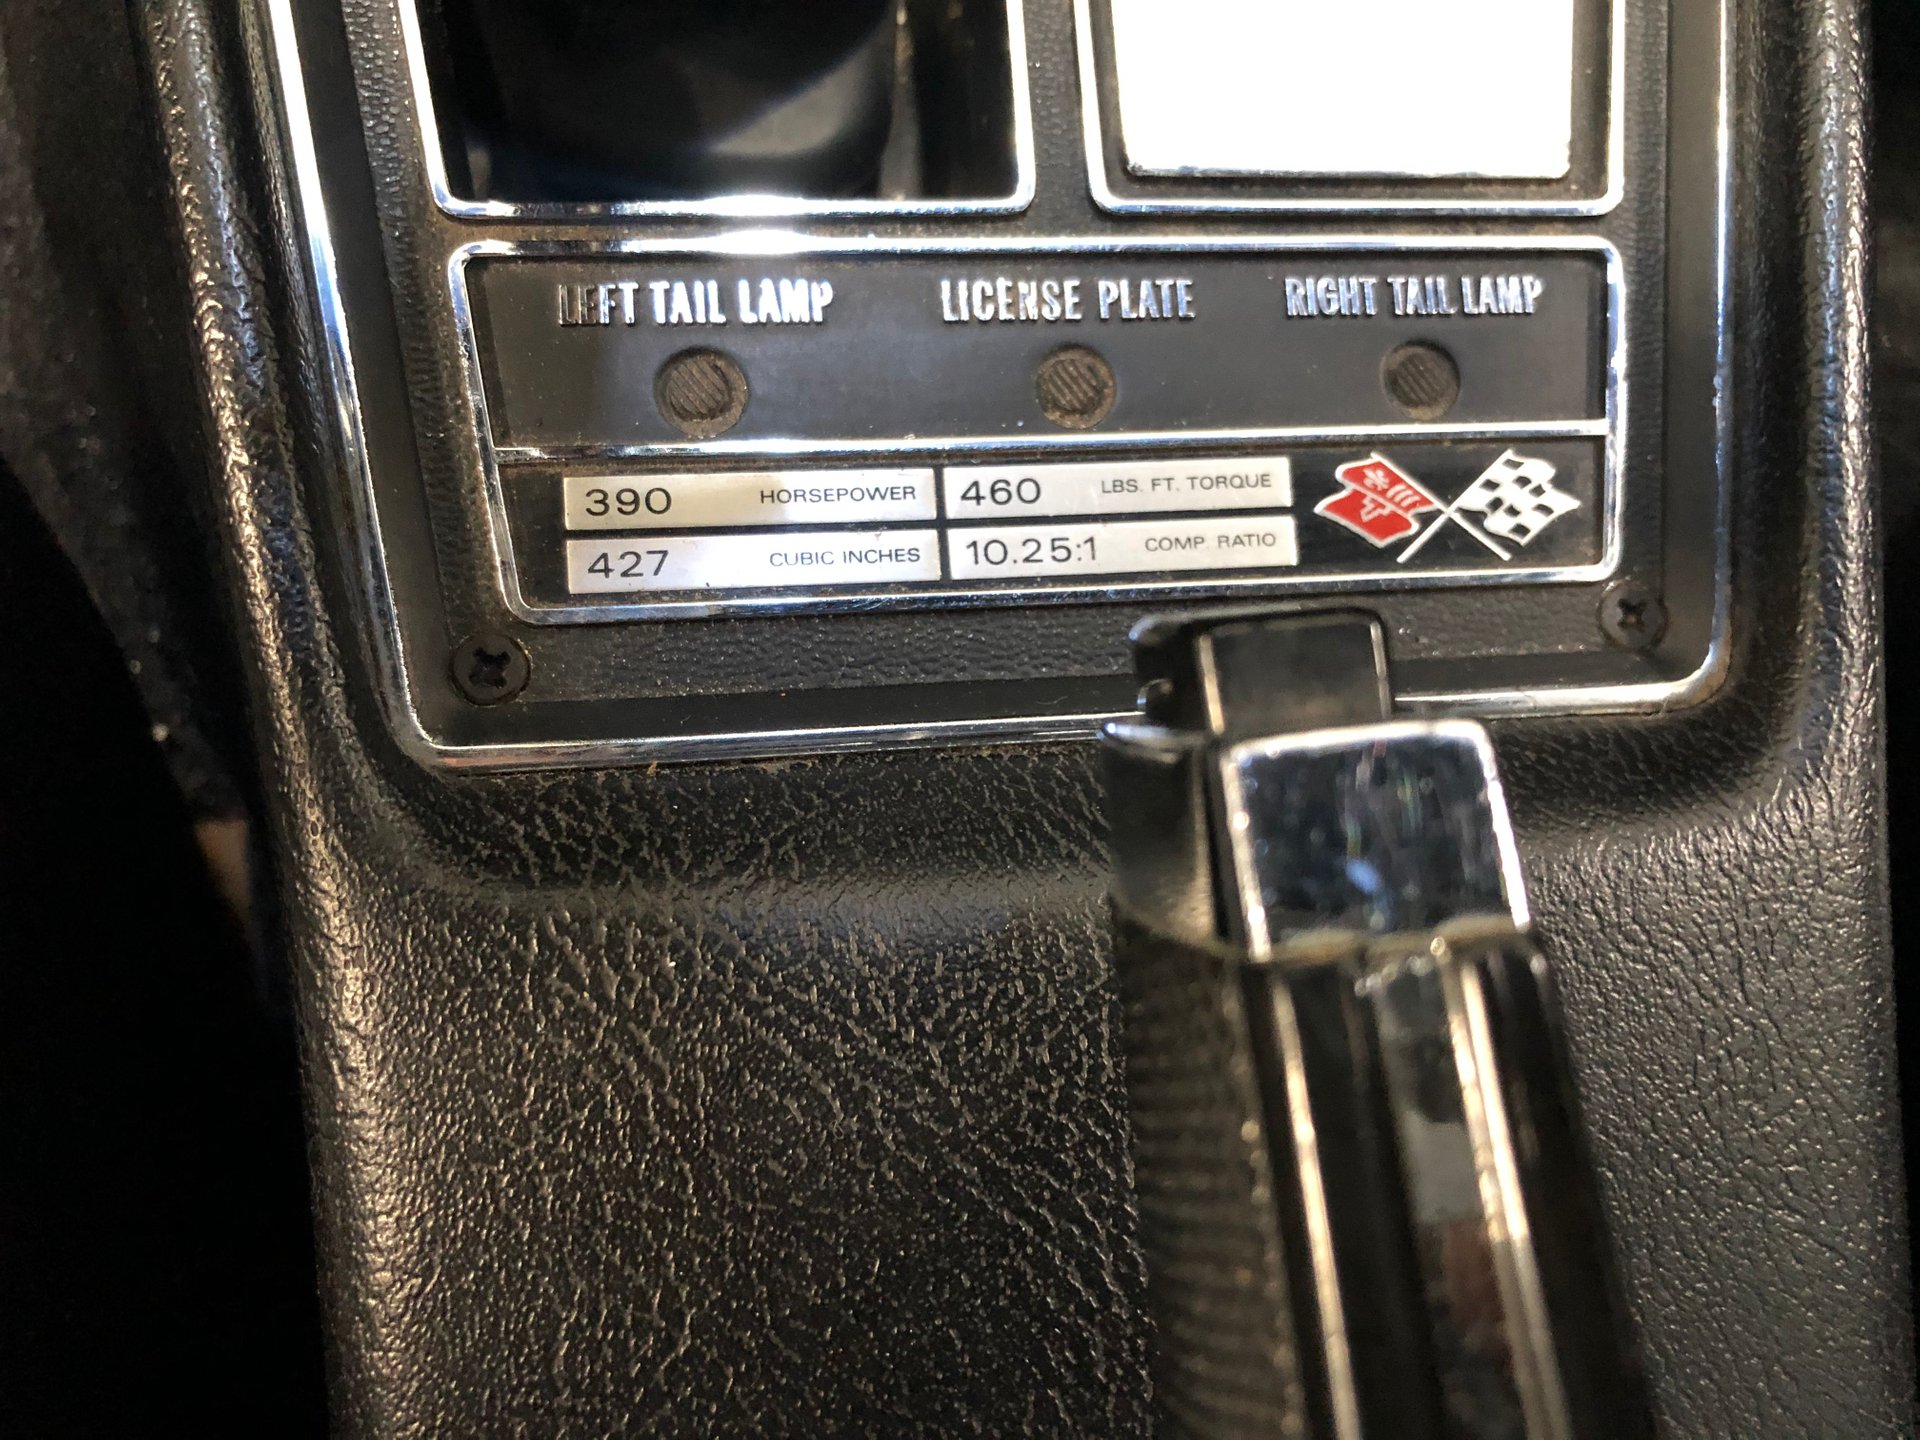 LEFT TAIL LAMP LICENSE PLATE RIGHT TAIL LAMP
390 HORSEPOWER 460 LBS. FT. TORQUE
427 CUBIC INCHES 10.25:1 COMP. RATIO